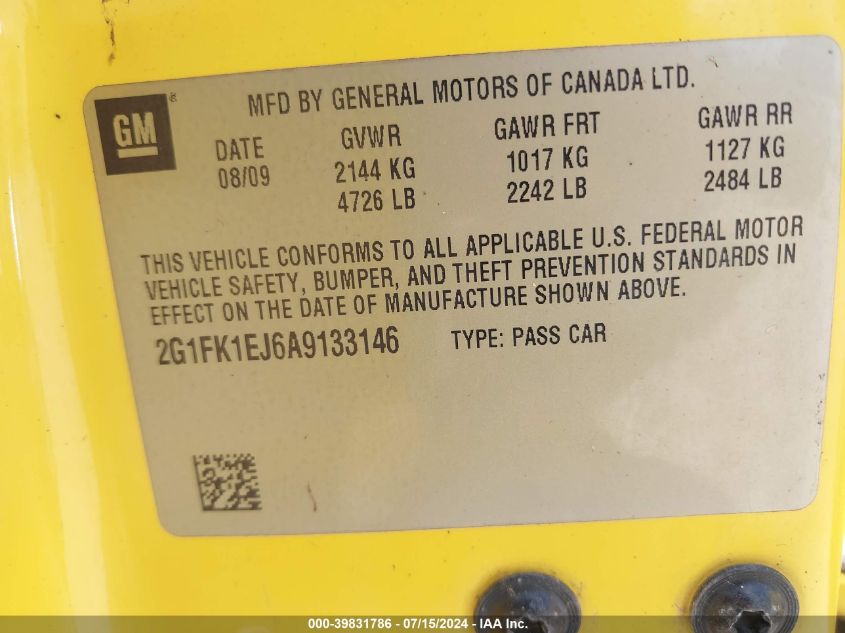 GM®
MFD BY GENERAL MOTORS OF CANADA LTD.
DATE GVWR GAWR FRT GAWR RR
08/09 2144 KG 1017 KG 1127 KG
4726 LB 2242 LB 2484 LB
THIS VEHICLE CONFORMS TO ALL APPLICABLE U.S. FEDERAL MOTOR
VEHICLE SAFETY, BUMPER, AND THEFT PREVENTION STANDARDS IN
EFFECT ON THE DATE OF MANUFACTURE SHOWN ABOVE.
2G1FK1EJ6A9133146 TYPE: PASS CAR
000-39831786 / 07/15/2024 - IAA Inc.